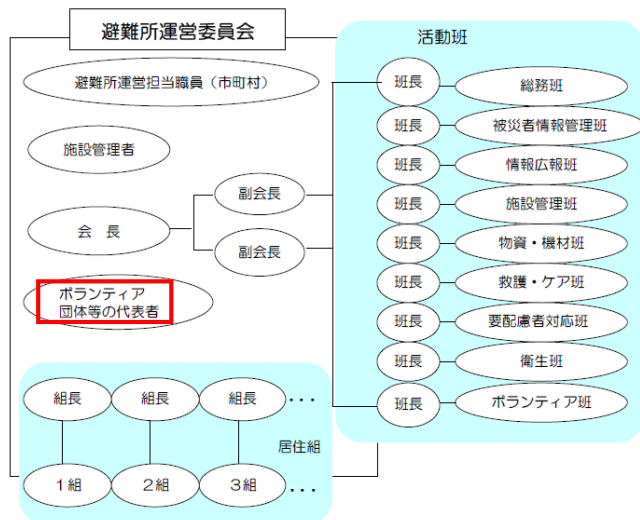 避難所運営委員会
活動班
避難所運営担当職員（市町村）
施設管理者
会　長
副会長
副会長
ボランティア
団体等の代表者
班長
総務班
班長
被災者情報管理班
班長
情報広報班
班長
施設管理班
班長
物資・機材班
班長
救護・ケア班
班長
要配慮者対応班
班長
衛生班
班長
ボランティア班
組長
組長
組長
・・・
居住組
１組
２組
３組
・・・